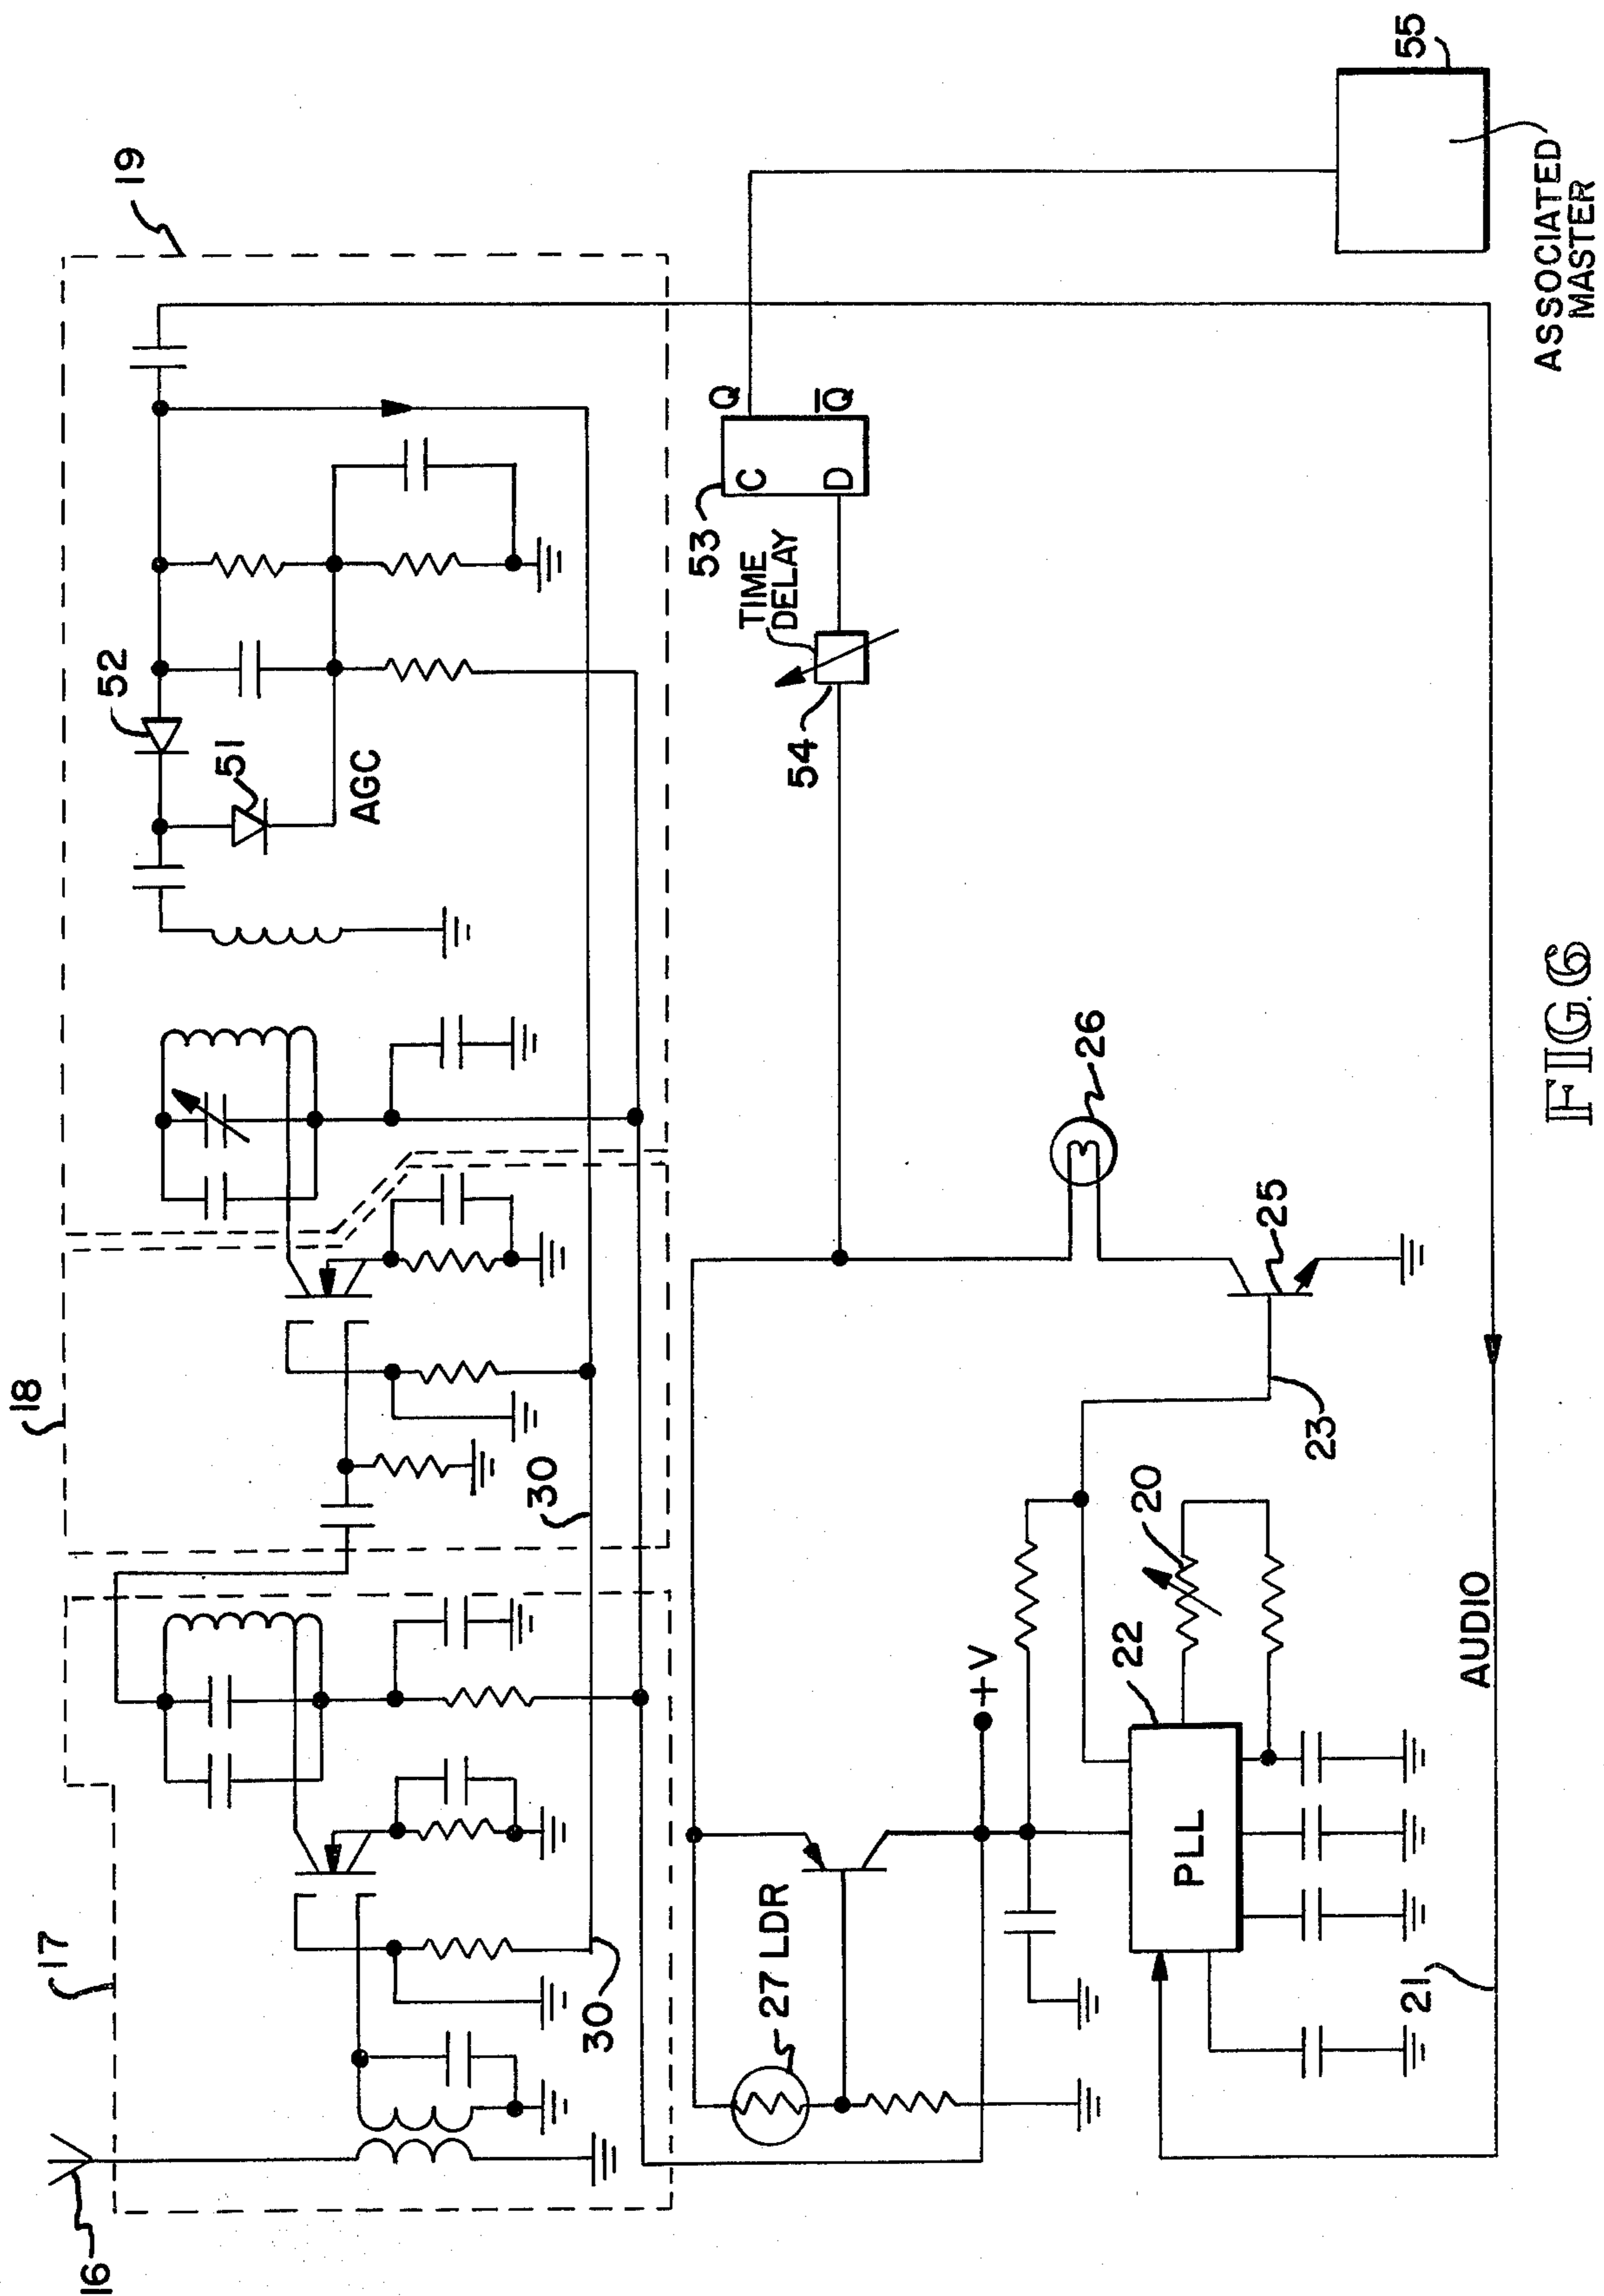 16
17
18
19
30
30
52
51
AGC
53
C
Q
D
Q̅
TIME
DELAY
54
27 LDR
+V
26
25
23
22
20
PLL
21
AUDIO
55
ASSOCIATED
MASTER
FIG.6